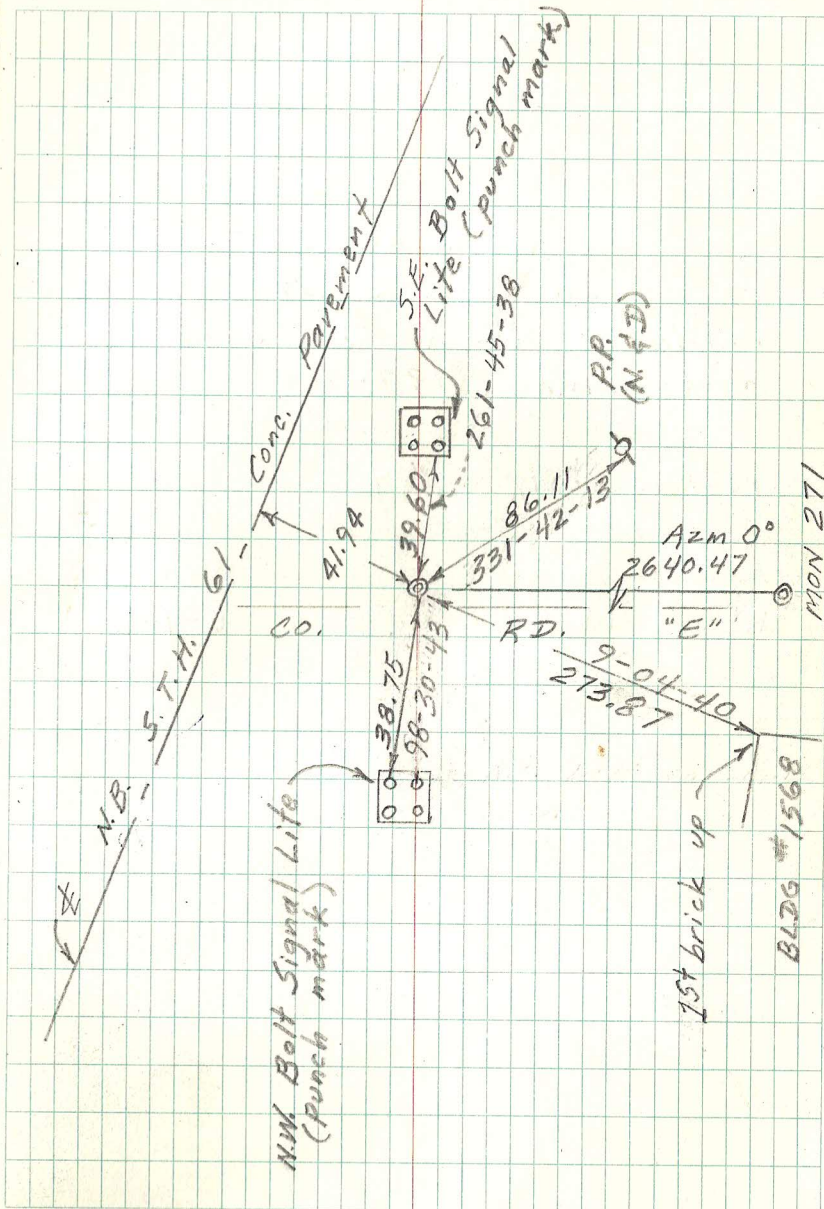 N.B. S.T.H. 61
Conc. Pavement
S.E. Bolt Signal
Lite (punch mark)
261-45-38
39.60
41.94
P.P.
(N.&D)
86.11
331-42-13
Azm 0°
2640.47
MON 271
CO. RD. "E"
38.75
98-30-43
9-04-40
273.87
N.W. Bolt Signal Lite
(punch mark)
1st brick up
BLDG #1568